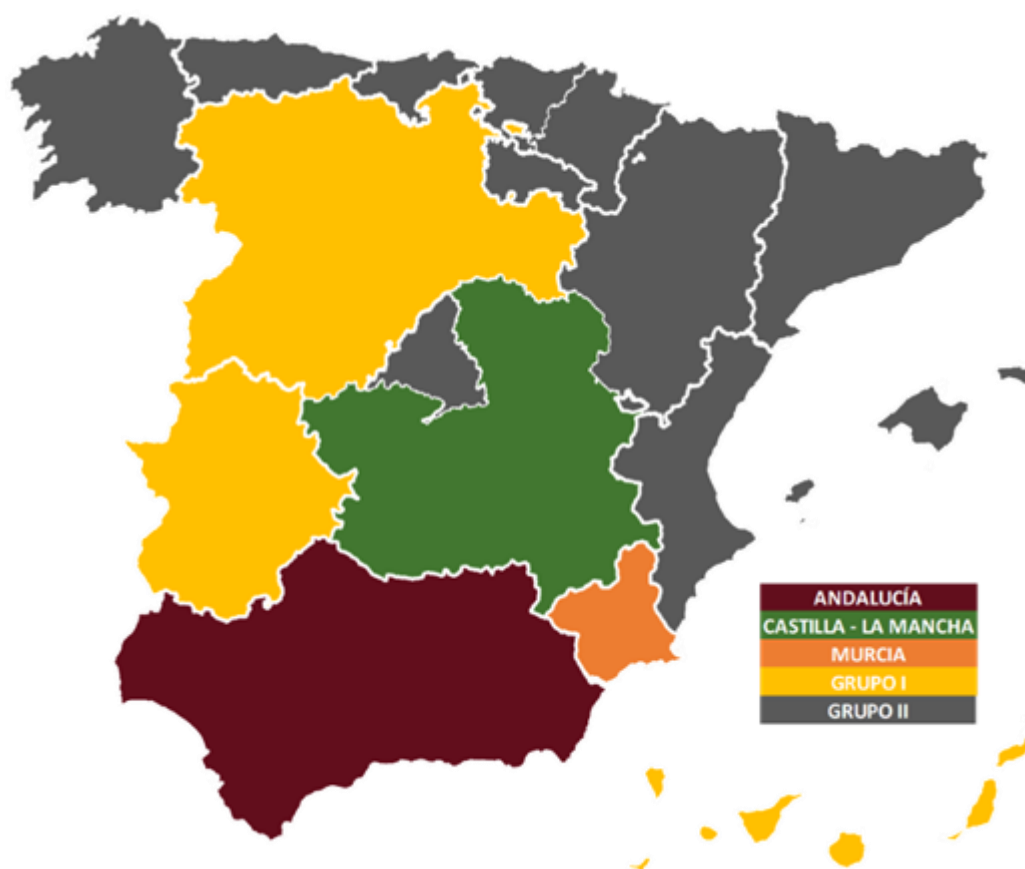 ANDALUCÍA
CASTILLA - LA MANCHA
MURCIA
GRUPO I
GRUPO II